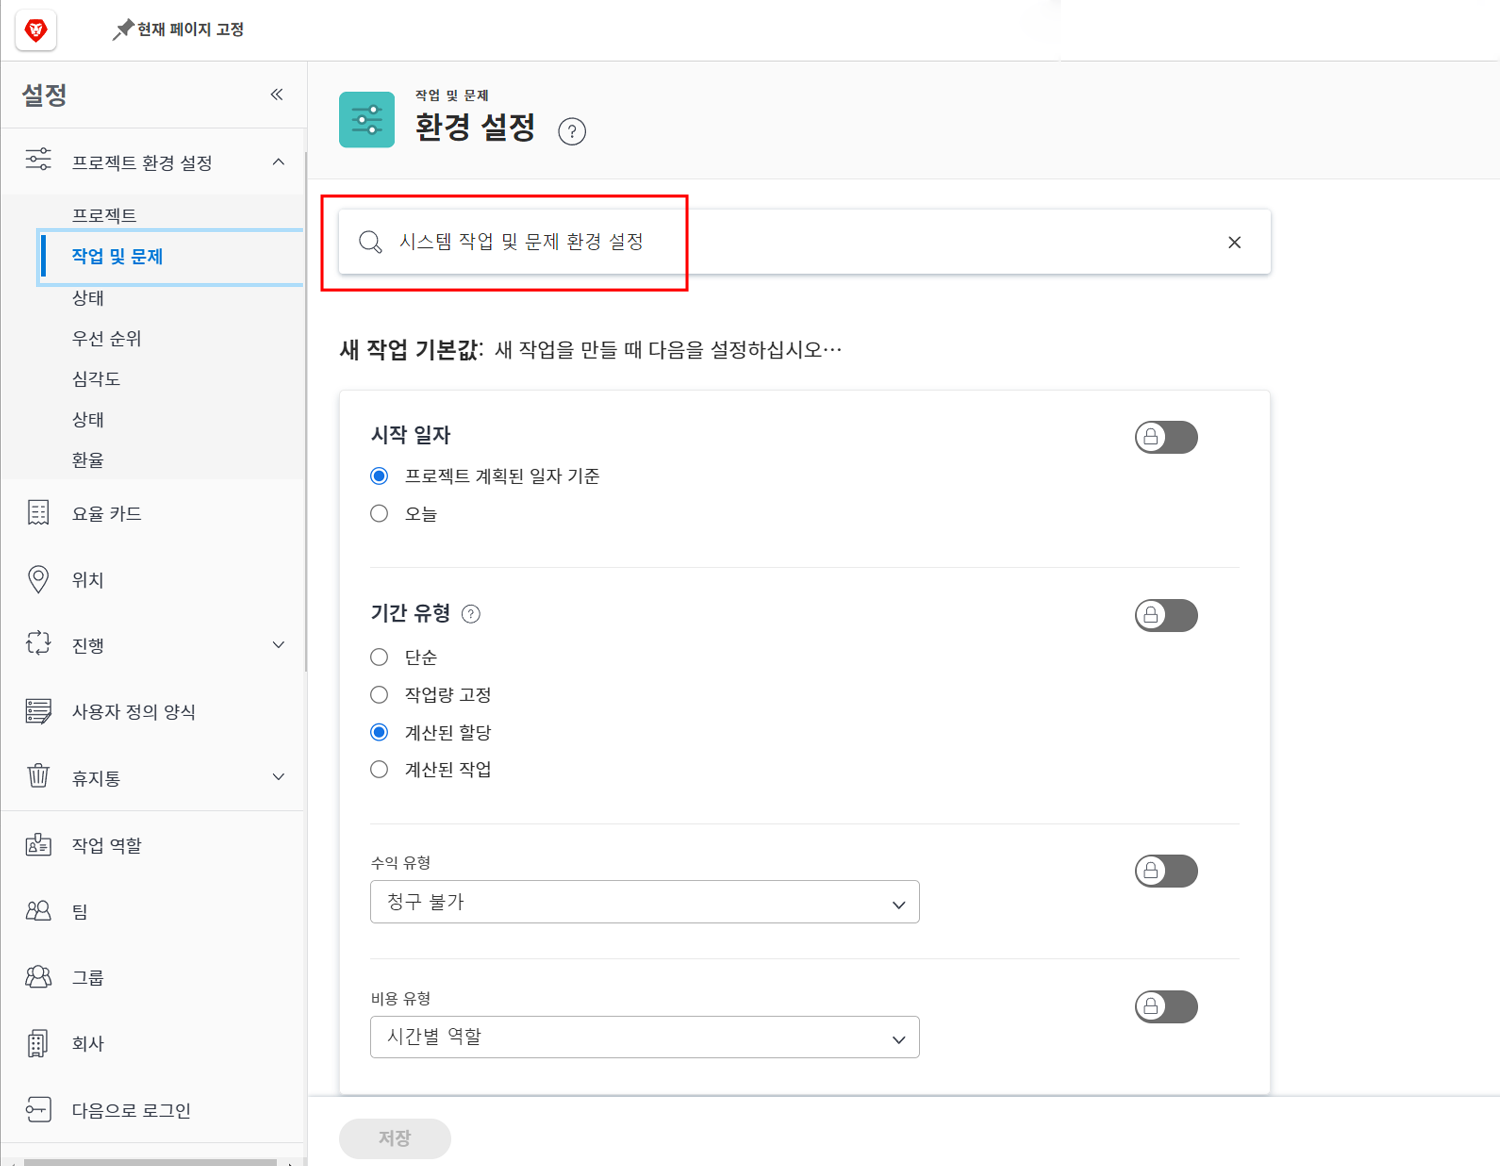 현재 페이지 고정
설정
프로젝트 환경 설정
프로젝트
작업 및 문제
상태
우선 순위
심각도
상태
환율
요율 카드
위치
진행
사용자 정의 양식
휴지통
작업 역할
팀
그룹
회사
다음으로 로그인
작업 및 문제
환경 설정 ?
시스템 작업 및 문제 환경 설정
새 작업 기본값: 새 작업을 만들 때 다음을 설정하십시오...
시작 일자
프로젝트 계획된 일자 기준
오늘
기간 유형 ?
단순
작업량 고정
계산된 할당
계산된 작업
수익 유형
청구 불가
비용 유형
시간별 역할
저장